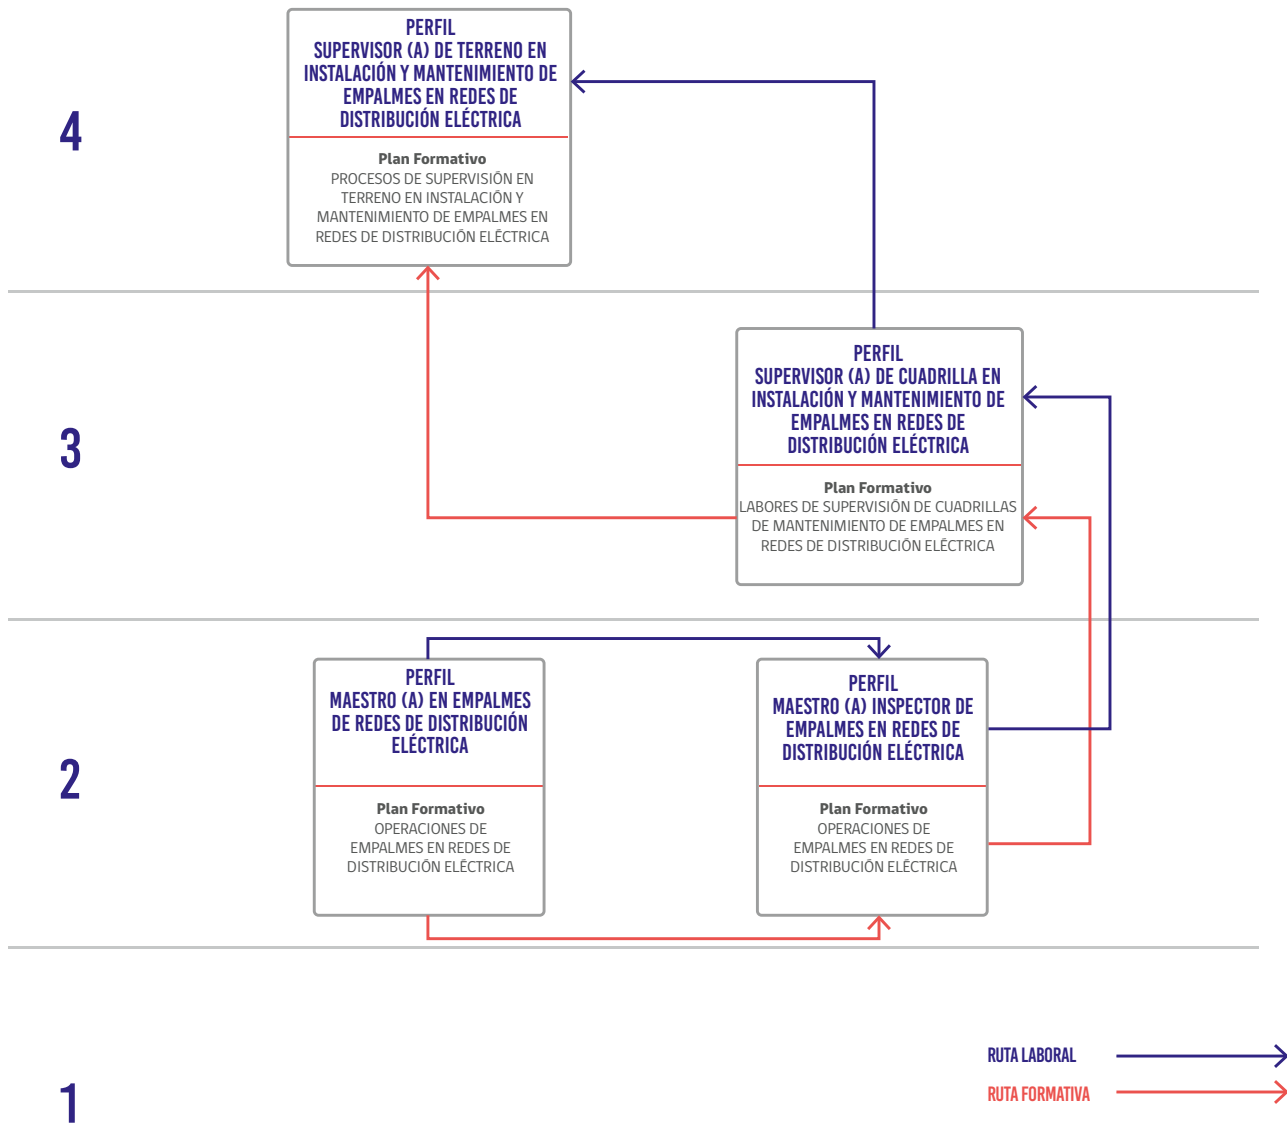 4
PERFIL
SUPERVISOR (A) DE TERRENO EN
INSTALACIÓN Y MANTENIMIENTO DE
EMPALMES EN REDES DE
DISTRIBUCIÓN ELÉCTRICA
Plan Formativo
PROCESOS DE SUPERVISIÓN EN
TERRENO EN INSTALACIÓN Y
MANTENIMIENTO DE EMPALMES EN
REDES DE DISTRIBUCIÓN ELÉCTRICA
3
PERFIL
SUPERVISOR (A) DE CUADRILLA EN
INSTALACIÓN Y MANTENIMIENTO DE
EMPALMES EN REDES DE
DISTRIBUCIÓN ELÉCTRICA
Plan Formativo
LABORES DE SUPERVISIÓN DE CUADRILLAS
DE MANTENIMIENTO DE EMPALMES EN
REDES DE DISTRIBUCIÓN ELÉCTRICA
2
PERFIL
MAESTRO (A) EN EMPALMES
DE REDES DE DISTRIBUCIÓN
ELÉCTRICA
Plan Formativo
OPERACIONES DE
EMPALMES EN REDES DE
DISTRIBUCIÓN ELÉCTRICA
PERFIL
MAESTRO (A) INSPECTOR DE
EMPALMES EN REDES DE
DISTRIBUCIÓN ELÉCTRICA
Plan Formativo
OPERACIONES DE
EMPALMES EN REDES DE
DISTRIBUCIÓN ELÉCTRICA
1
RUTA LABORAL
RUTA FORMATIVA